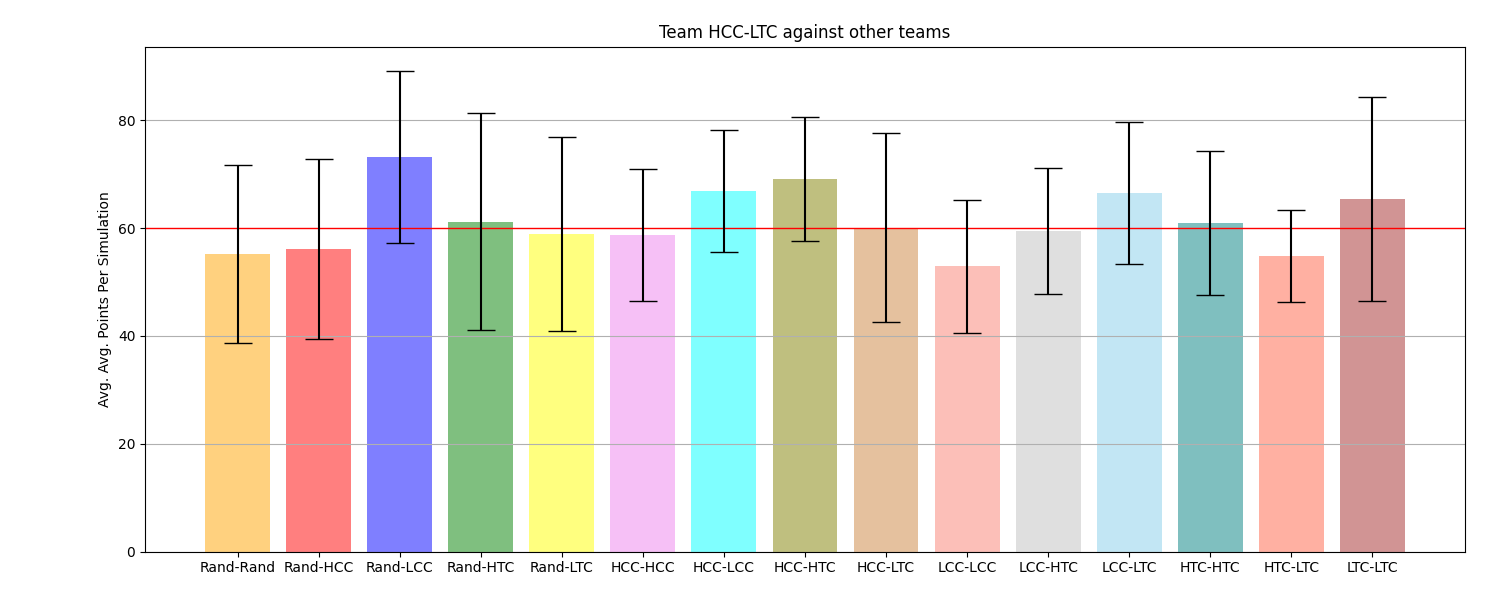 Team HCC-LTC against other teams
Avg. Avg. Points Per Simulation
80
60
40
20
0
Rand-Rand Rand-HCC Rand-LCC Rand-HTC Rand-LTC HCC-HCC HCC-LCC HCC-HTC HCC-LTC LCC-LCC LCC-HTC LCC-LTC HTC-HTC HTC-LTC LTC-LTC